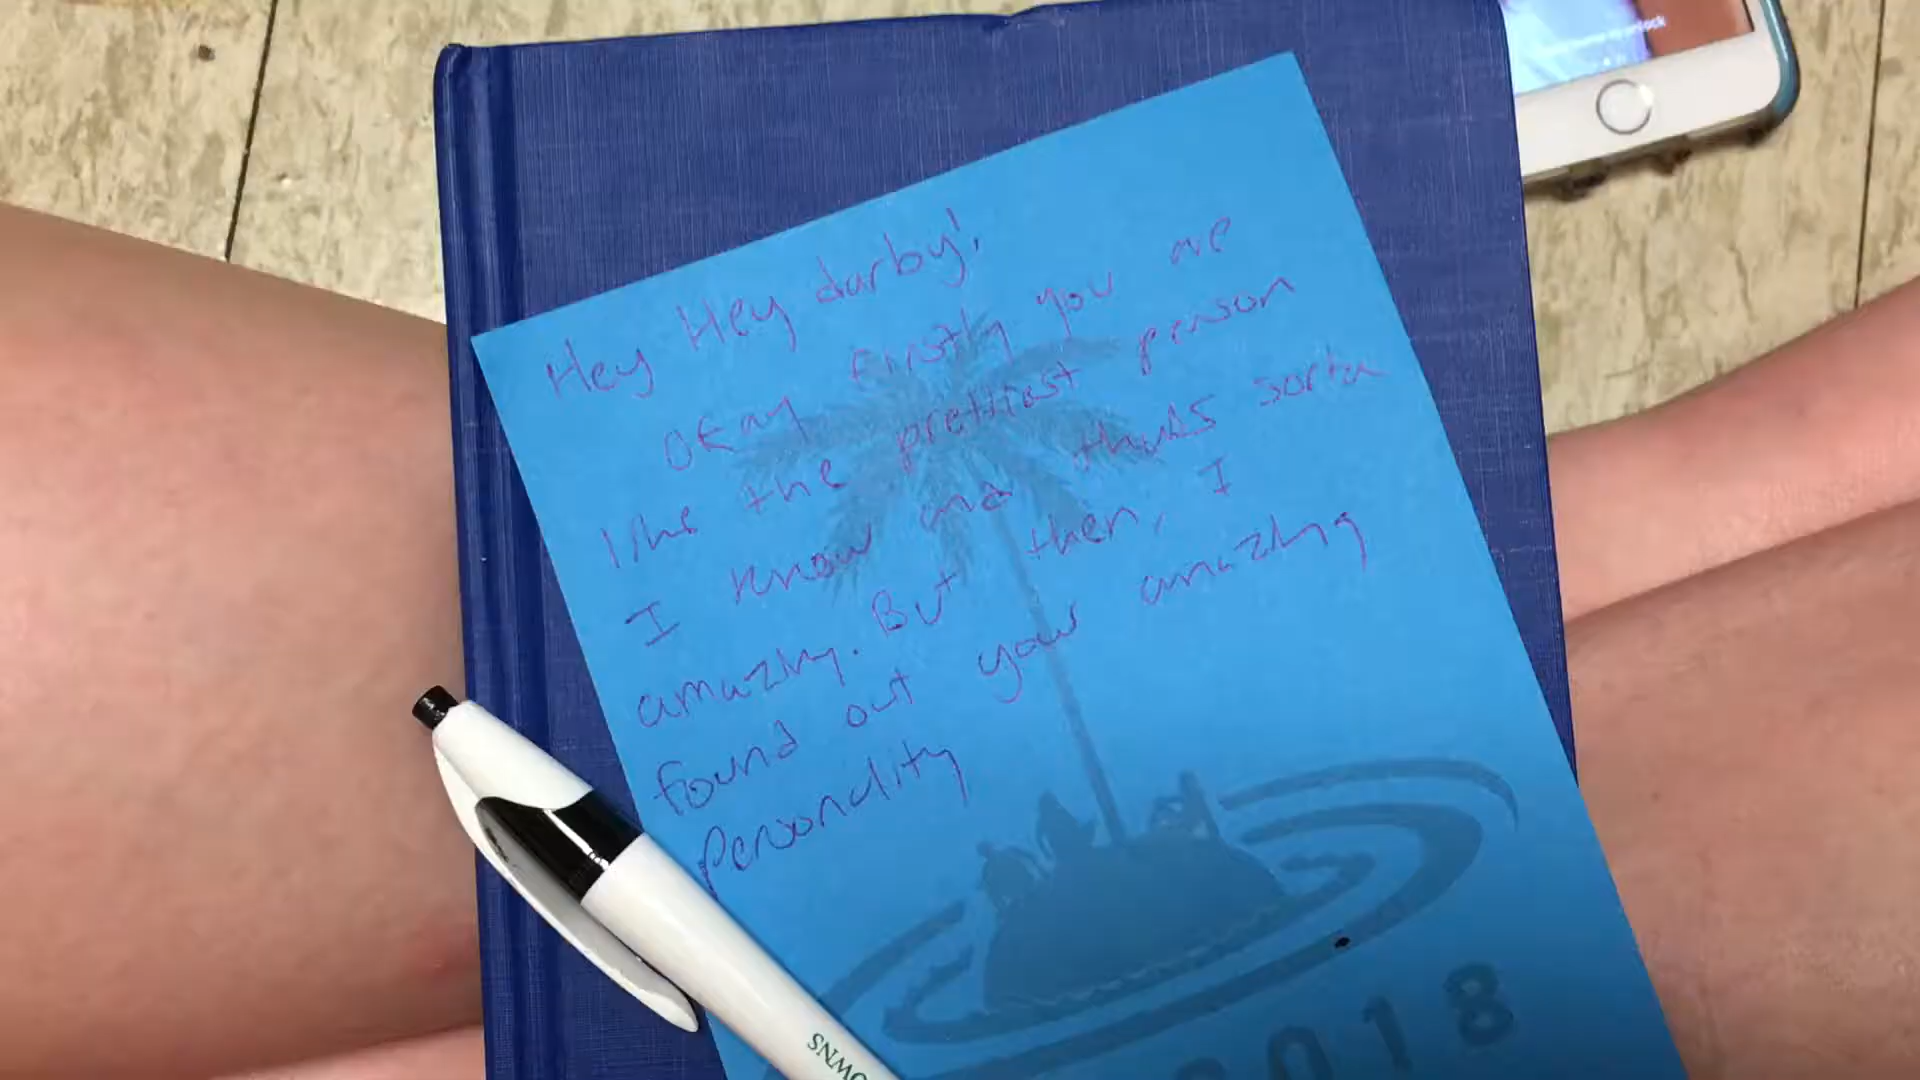 Hey Hey darby!
okay firstly you are
like the prettiest person
I know and thats sorta
amazing. But then, I
found out your amazing
personality
2018
OWNS